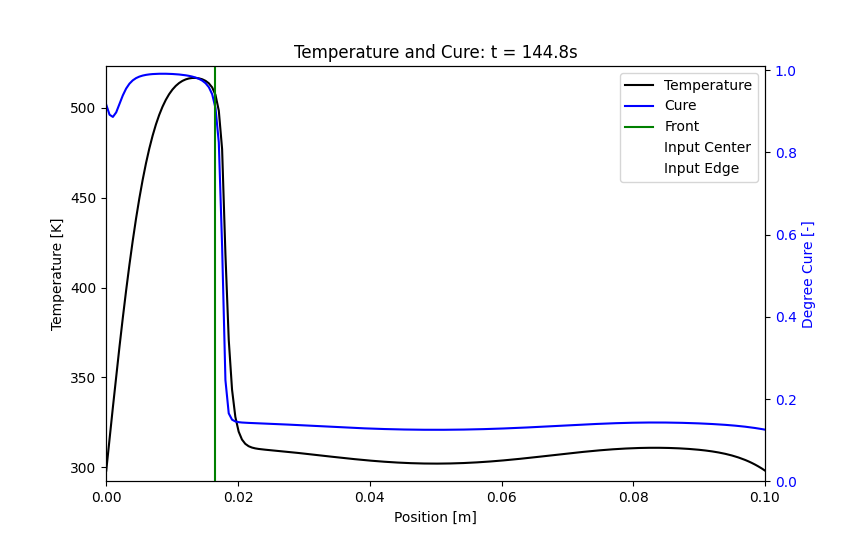 Temperature and Cure: t = 144.8s
Temperature
Cure
Front
Input Center
Input Edge
500
450
400
350
300
Temperature [K]
1.0
0.8
0.6
0.4
0.2
0.0
Degree Cure [-]
0.00 0.02 0.04 0.06 0.08 0.10
Position [m]